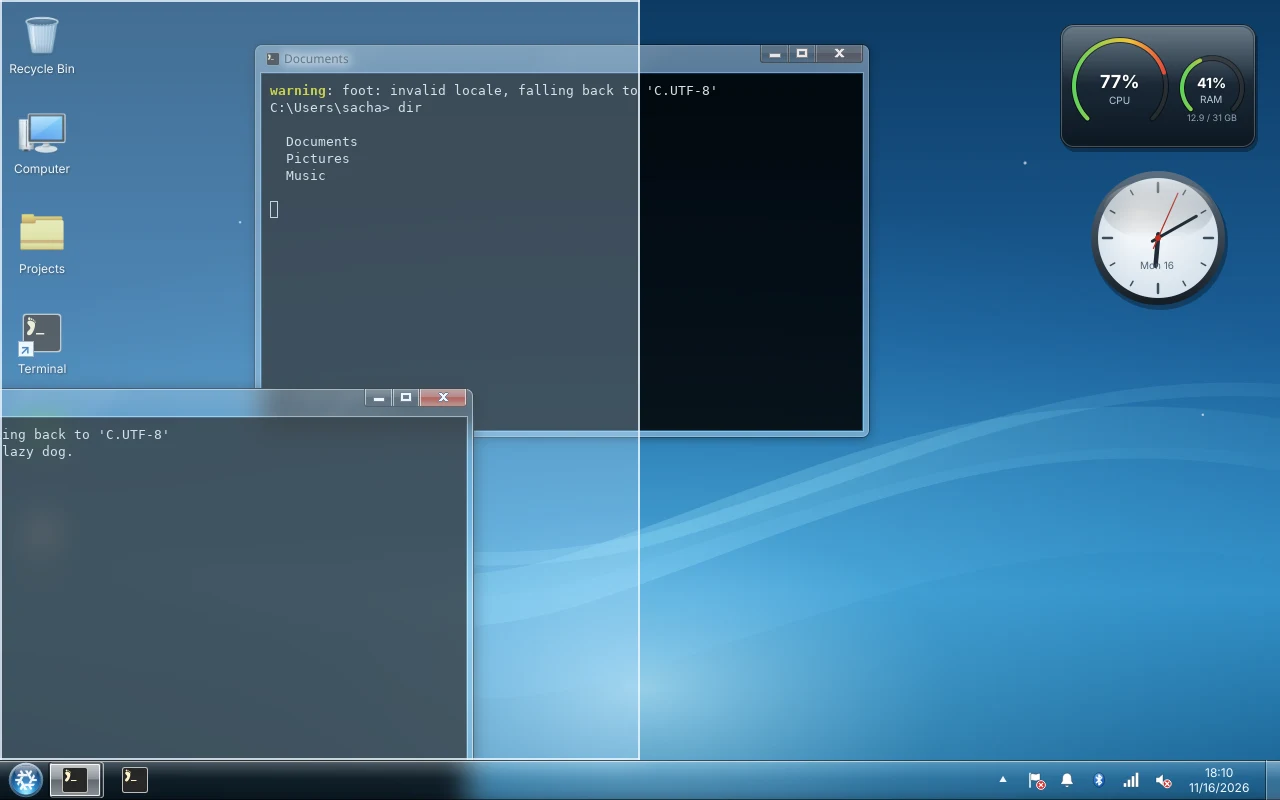 Recycle Bin
Computer
Projects
Terminal
Documents
warning: foot: invalid locale, falling back to 'C.UTF-8'
C:\Users\sacha> dir
Documents
Pictures
Music
ing back to 'C.UTF-8'
lazy dog.
77%
CPU
41%
RAM
12.9 / 31 GB
Mon 16
18:10
11/16/2026